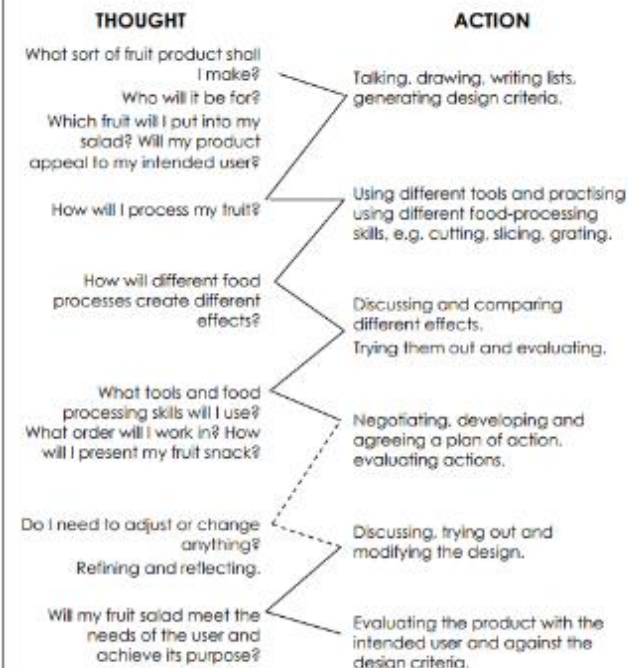 THOUGHT
ACTION
What sort of fruit product shall
I make?
Who will it be for?
Which fruit will I put into my
salad? Will my product
appeal to my intended user?
Talking, drawing, writing lists,
generating design criteria.
How will I process my fruit?
Using different tools and practising
using different food-processing
skills, e.g. cutting, slicing, grating.
How will different food
processes create different
effects?
Discussing and comparing
different effects.
Trying them out and evaluating.
What tools and food
processing skills will I use?
What order will I work in? How
will I present my fruit snack?
Negotiating, developing and
agreeing a plan of action,
evaluating actions.
Do I need to adjust or change
anything?
Refining and reflecting.
Discussing, trying out and
modifying the design.
Will my fruit salad meet the
needs of the user and
achieve its purpose?
Evaluating the product with the
intended user and against the
design criteria.